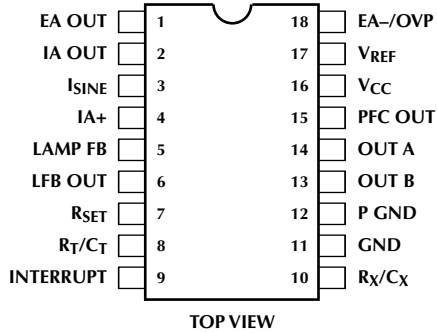 EA OUT 1 18 EA–/OVP
IA OUT 2 17 VREF
ISINE 3 16 VCC
IA+ 4 15 PFC OUT
LAMP FB 5 14 OUT A
LFB OUT 6 13 OUT B
RSET 7 12 P GND
RT/CT 8 11 GND
INTERRUPT 9 10 RX/CX
TOP VIEW